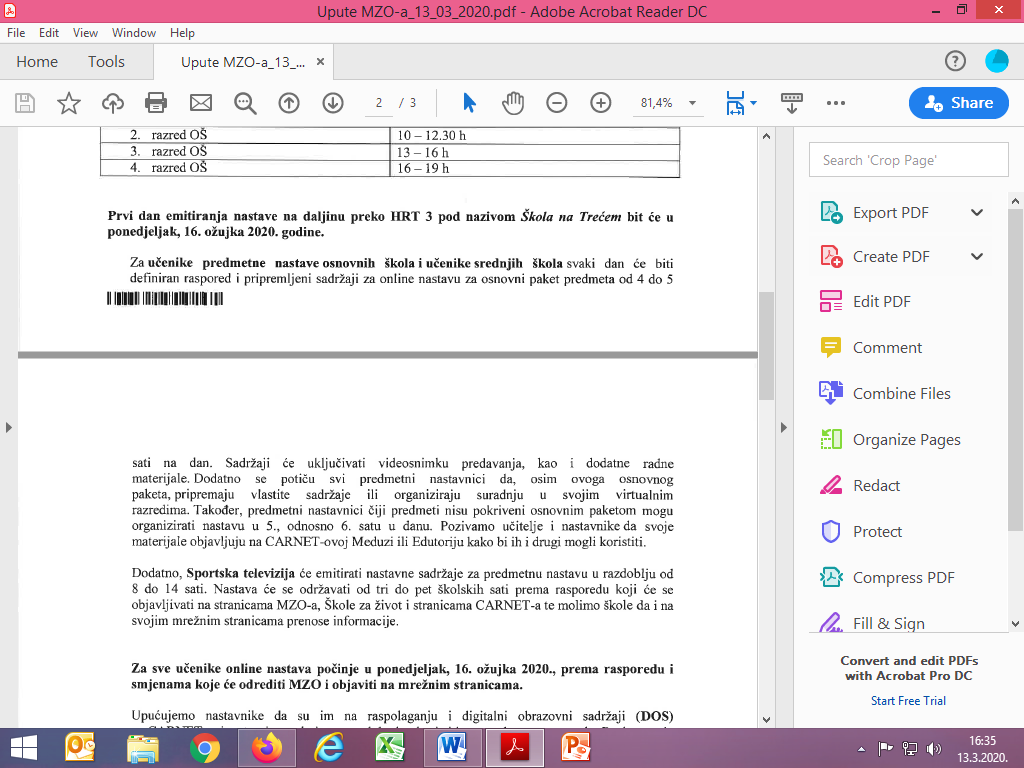 Upute MZO-a_13_03_2020.pdf - Adobe Acrobat Reader DC
File Edit View Window Help
Home Tools Upute MZO-a_13_... ×
2 / 3 81,4% Share
2. razred OŠ 10 – 12.30 h
3. razred OŠ 13 – 16 h
4. razred OŠ 16 – 19 h
Prvi dan emitiranja nastave na daljinu preko HRT 3 pod nazivom Škola na Trećem bit će u
ponedjeljak, 16. ožujka 2020. godine.
Za učenike predmetne nastave osnovnih škola i učenike srednjih škola svaki dan će biti
definiran raspored i pripremljeni sadržaji za online nastavu za osnovni paket predmeta od 4 do 5
sati na dan. Sadržaji će uključivati videosnimku predavanja, kao i dodatne radne
materijale. Dodatno se potiču svi predmetni nastavnici da, osim ovoga osnovnog
paketa, pripremaju vlastite sadržaje ili organiziraju suradnju u svojim virtualnim
razredima. Također, predmetni nastavnici čiji predmeti nisu pokriveni osnovnim paketom mogu
organizirati nastavu u 5., odnosno 6. satu u danu. Pozivamo učitelje i nastavnike da svoje
materijale objavljuju na CARNET-ovoj Meduzi ili Edutoriju kako bi ih i drugi mogli koristiti.
Dodatno, Sportska televizija će emitirati nastavne sadržaje za predmetnu nastavu u razdoblju od
8 do 14 sati. Nastava će se održavati od tri do pet školskih sati prema rasporedu koji će se
objavljivati na stranicama MZO-a, Škole za život i stranicama CARNET-a te molimo škole da i na
svojim mrežnim stranicama prenose informacije.
Za sve učenike online nastava počinje u ponedjeljak, 16. ožujka 2020., prema rasporedu i
smjenama koje će odrediti MZO i objaviti na mrežnim stranicama.
Upućujemo nastavnike da su im na raspolaganju i digitalni obrazovni sadržaji (DOS)
Search 'Crop Page'
Export PDF
Create PDF
Edit PDF
Comment
Combine Files
Organize Pages
Redact
Protect
Compress PDF
Fill & Sign
Convert and edit PDFs
with Acrobat Pro DC
Start Free Trial
16:35
13.3.2020.